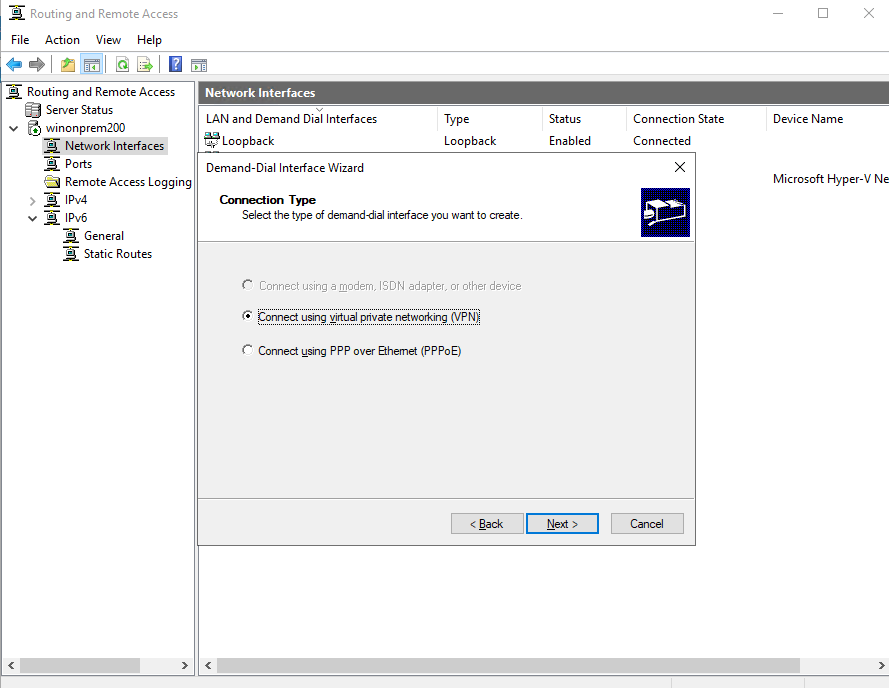 Routing and Remote Access
File Action View Help
Routing and Remote Access
Server Status
winonprem200
Network Interfaces
Ports
Remote Access Logging
IPv4
IPv6
General
Static Routes
Network Interfaces
LAN and Demand Dial Interfaces Type Status Connection State Device Name
Loopback Loopback Enabled Connected
Microsoft Hyper-V Ne
Demand-Dial Interface Wizard
Connection Type
Select the type of demand-dial interface you want to create.
Connect using a modem, ISDN adapter, or other device
Connect using virtual private networking (VPN)
Connect using PPP over Ethernet (PPPoE)
< Back Next > Cancel